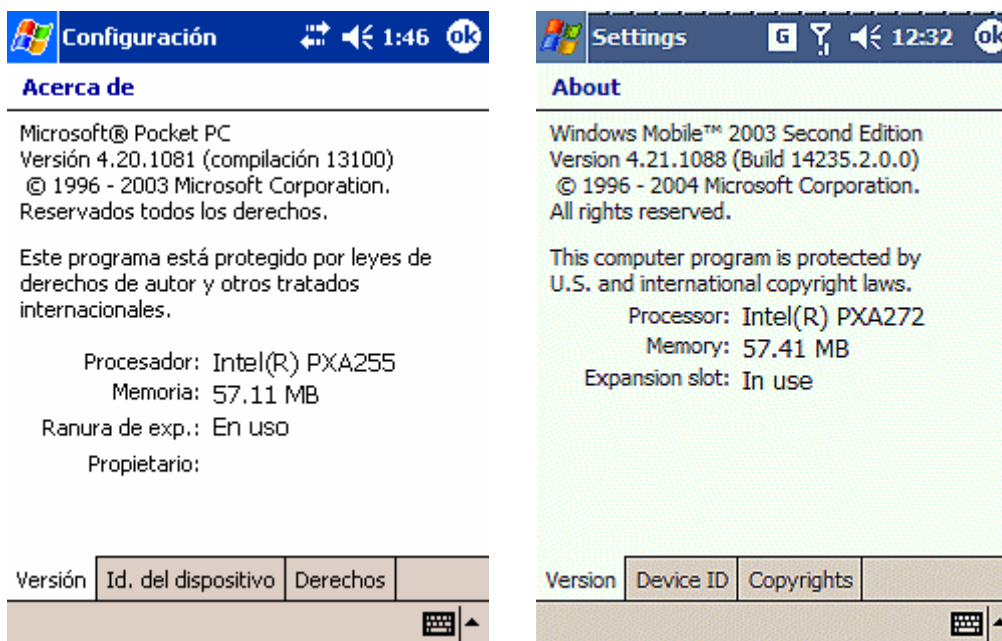 Configuración 1:46 ok
Acerca de
Microsoft® Pocket PC
Versión 4.20.1081 (compilación 13100)
© 1996 - 2003 Microsoft Corporation.
Reservados todos los derechos.
Este programa está protegido por leyes de
derechos de autor y otros tratados
internacionales.
Procesador: Intel(R) PXA255
Memoria: 57.11 MB
Ranura de exp.: En uso
Propietario:
Versión Id. del dispositivo Derechos
Settings G 12:32 ok
About
Windows Mobile™ 2003 Second Edition
Version 4.21.1088 (Build 14235.2.0.0)
© 1996 - 2004 Microsoft Corporation.
All rights reserved.
This computer program is protected by
U.S. and international copyright laws.
Processor: Intel(R) PXA272
Memory: 57.41 MB
Expansion slot: In use
Version Device ID Copyrights